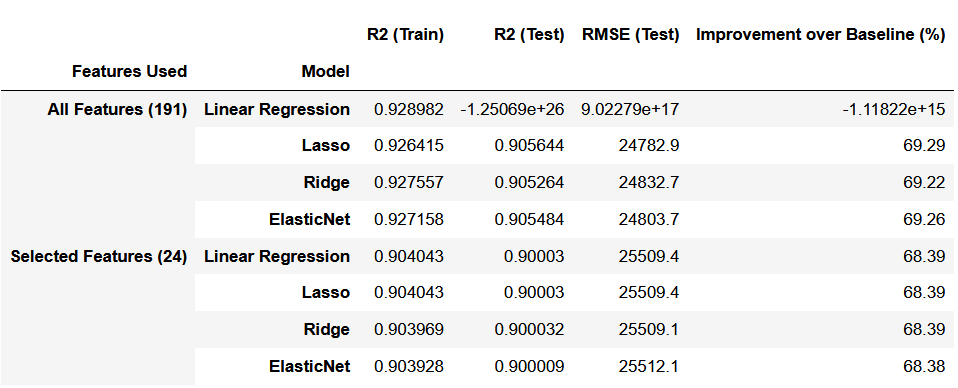 R2 (Train) R2 (Test) RMSE (Test) Improvement over Baseline (%)
Features Used Model
All Features (191) Linear Regression 0.928982 -1.25069e+26 9.02279e+17 -1.11822e+15
Lasso 0.926415 0.905644 24782.9 69.29
Ridge 0.927557 0.905264 24832.7 69.22
ElasticNet 0.927158 0.905484 24803.7 69.26
Selected Features (24) Linear Regression 0.904043 0.90003 25509.4 68.39
Lasso 0.904043 0.90003 25509.4 68.39
Ridge 0.903969 0.900032 25509.1 68.39
ElasticNet 0.903928 0.900009 25512.1 68.38